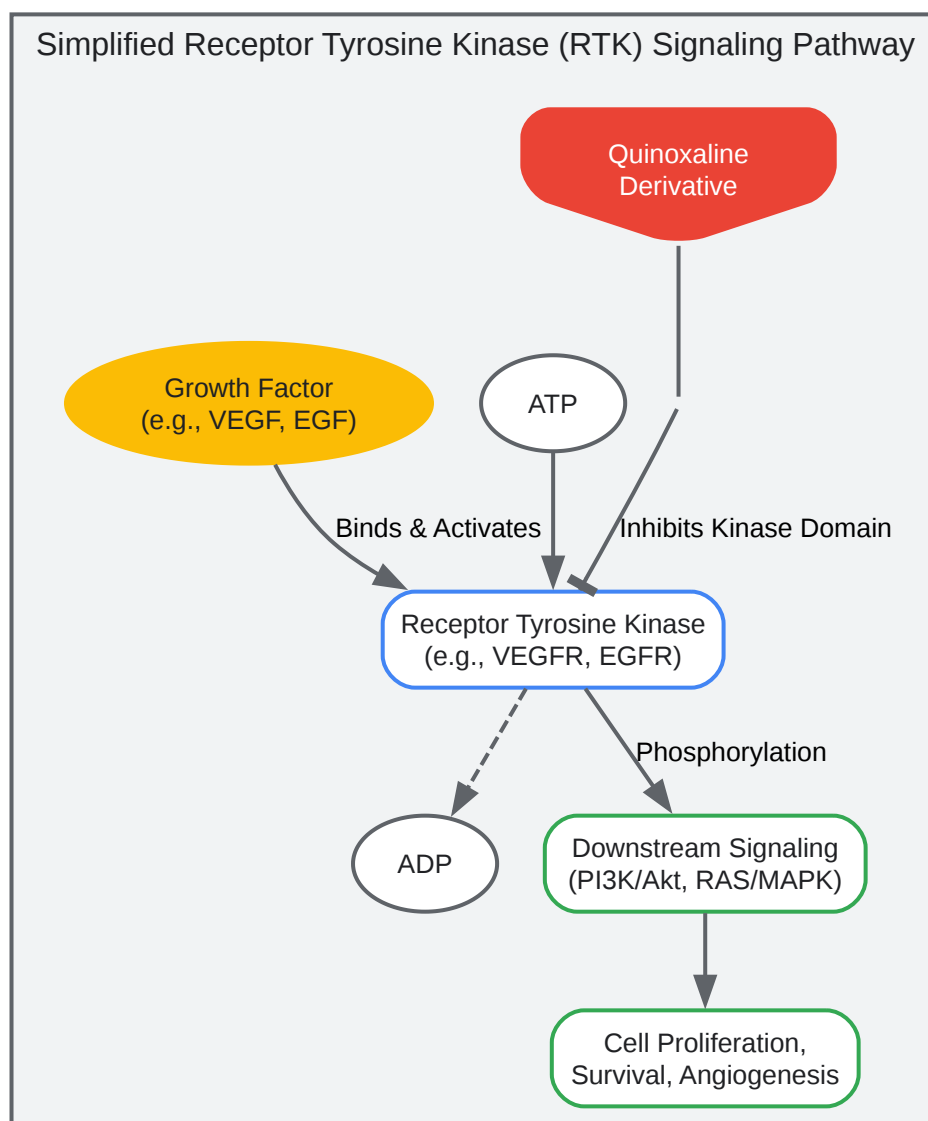 Simplified Receptor Tyrosine Kinase (RTK) Signaling Pathway
Quinoxaline
Derivative
Growth Factor
(e.g., VEGF, EGF)
ATP
Binds & Activates
Inhibits Kinase Domain
Receptor Tyrosine Kinase
(e.g., VEGFR, EGFR)
Phosphorylation
ADP
Downstream Signaling
(PI3K/Akt, RAS/MAPK)
Cell Proliferation,
Survival, Angiogenesis